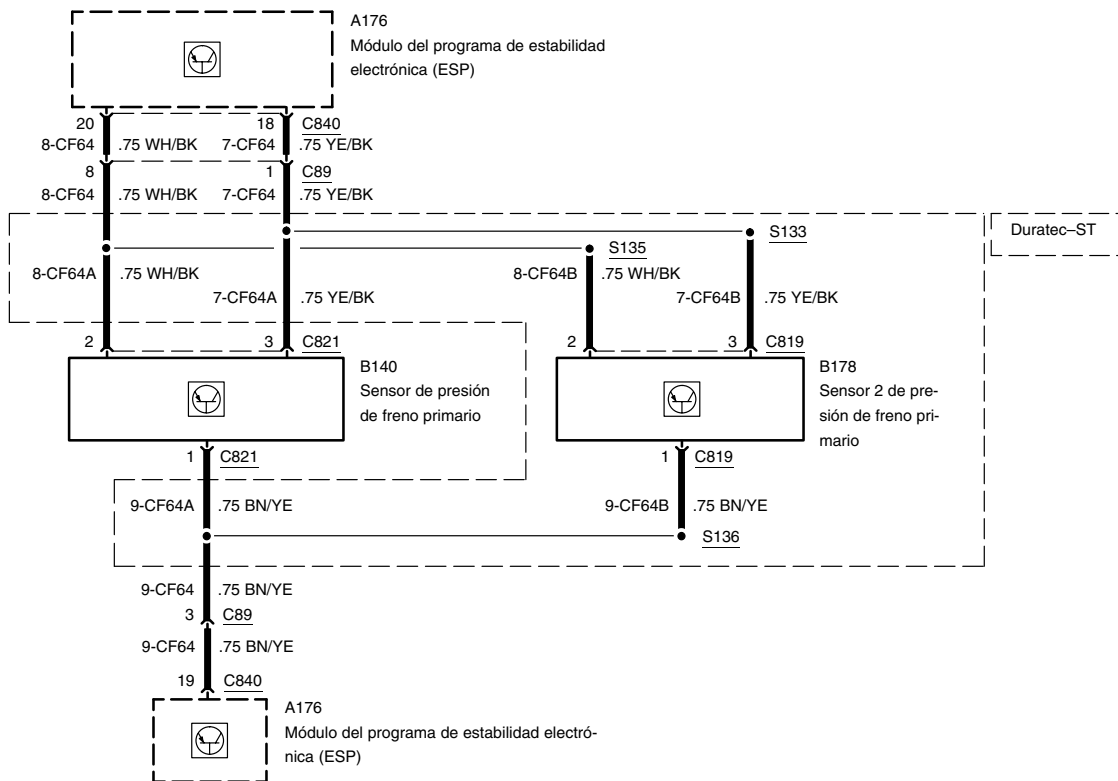 A176
Módulo del programa de estabilidad
electrónica (ESP)
20 18 C840
8-CF64 .75 WH/BK 7-CF64 .75 YE/BK
8 1 C89
8-CF64 .75 WH/BK 7-CF64 .75 YE/BK
S133
Duratec–ST
S135
8-CF64A .75 WH/BK 8-CF64B .75 WH/BK
7-CF64A .75 YE/BK 7-CF64B .75 YE/BK
2 3 C821 2 3 C819
B140
Sensor de presión
de freno primario
B178
Sensor 2 de pre-
sión de freno pri-
mario
1 C821 1 C819
9-CF64A .75 BN/YE 9-CF64B .75 BN/YE
S136
9-CF64 .75 BN/YE
3 C89
9-CF64 .75 BN/YE
19 C840
A176
Módulo del programa de estabilidad electró-
nica (ESP)